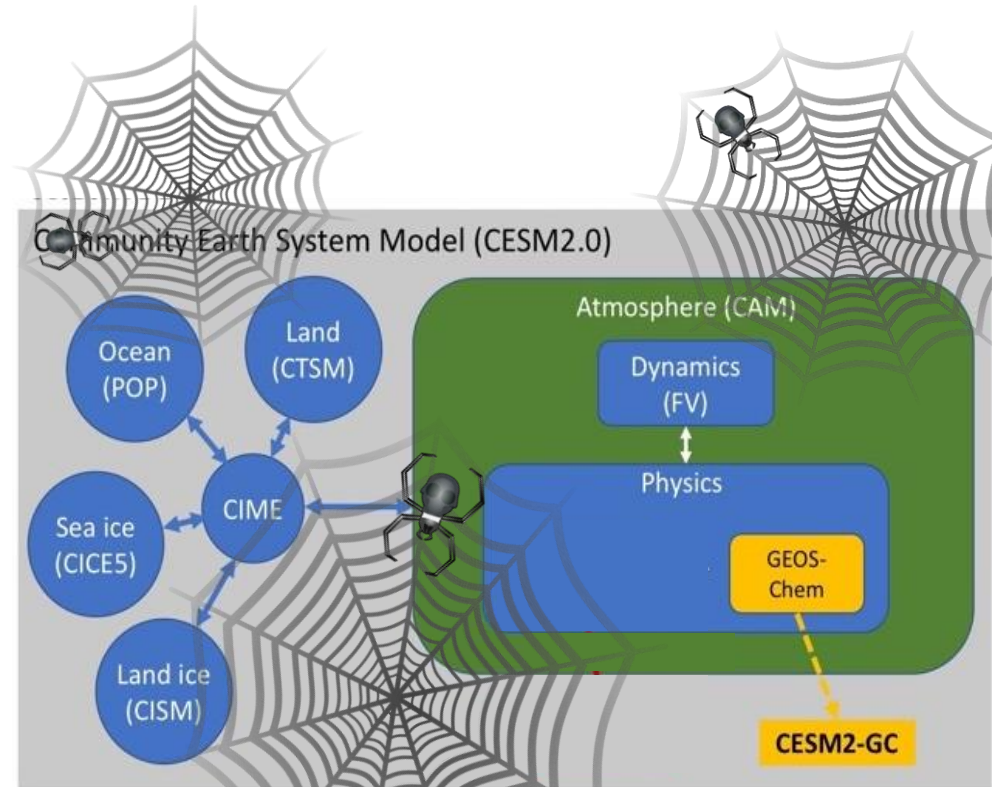 Community Earth System Model (CESM2.0)
Ocean
(POP)
Land
(CTSM)
CIME
Sea ice
(CICE5)
Land ice
(CISM)
Atmosphere (CAM)
Dynamics
(FV)
Physics
GEOS-
Chem
CESM2-GC